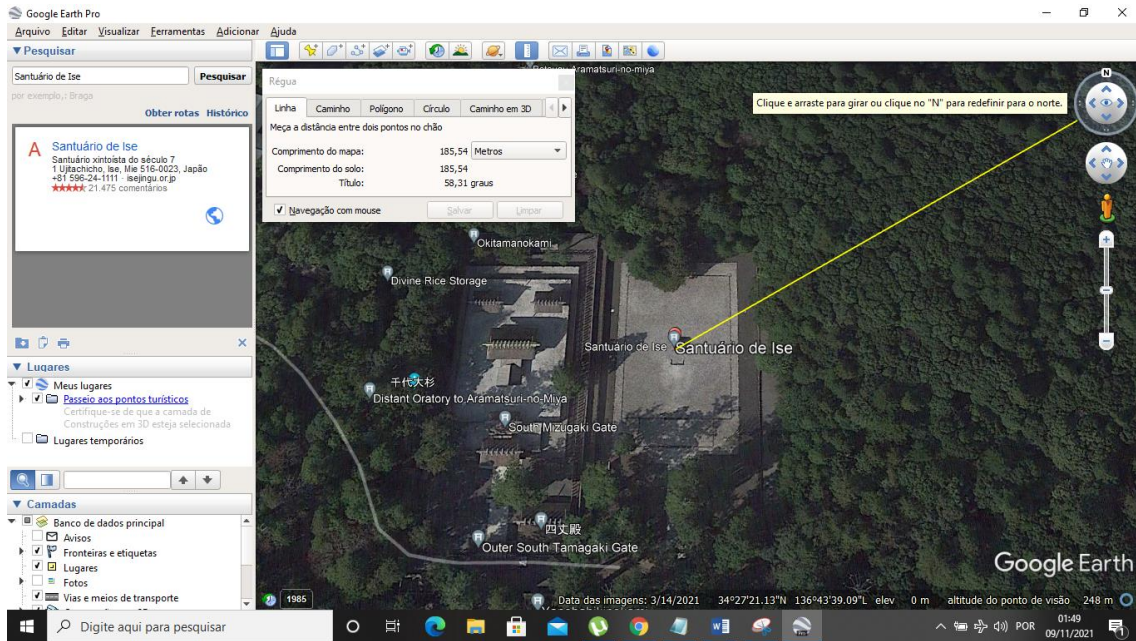 Google Earth Pro
Arquivo Editar Visualizar Ferramentas Adicionar Ajuda
▼ Pesquisar
Santuário de Ise
Pesquisar
por exemplo,: Braga
Obter rotas Histórico
A Santuário de Ise
Santuário xintoísta do século 7
1 Ujitachicho, Ise, Mie 516-0023, Japão
+81 596-24-1111 · isejingu.or.jp
21.475 comentários
▼ Lugares
Meus lugares
Passeio aos pontos turísticos
Certifique-se de que a camada de
Construções em 3D esteja selecionada
Lugares temporários
▼ Camadas
Banco de dados principal
Avisos
Fronteiras e etiquetas
Lugares
Fotos
Vias e meios de transporte
Régua
Linha Caminho Polígono Círculo Caminho em 3D
Meça a distância entre dois pontos no chão
Comprimento do mapa: 185,54 Metros
Comprimento do solo: 185,54
Título: 58,31 graus
Navegação com mouse Salvar Limpar
Aramatsuri-no-miya
Clique e arraste para girar ou clique no "N" para redefinir para o norte.
N
Okitamanokami
Divine Rice Storage
Santuário de Ise
Santuário de Ise
千代大杉
Distant Oratory to Aramatsuri-no-Miya
South Mizugaki Gate
四丈殿
Outer South Tamagaki Gate
Google Earth
1985
Data das imagens: 3/14/2021 34°27'21.13"N 136°43'39.09"L elev 0 m altitude do ponto de visão 248 m
Digite aqui para pesquisar
POR
01:49
09/11/2021
1